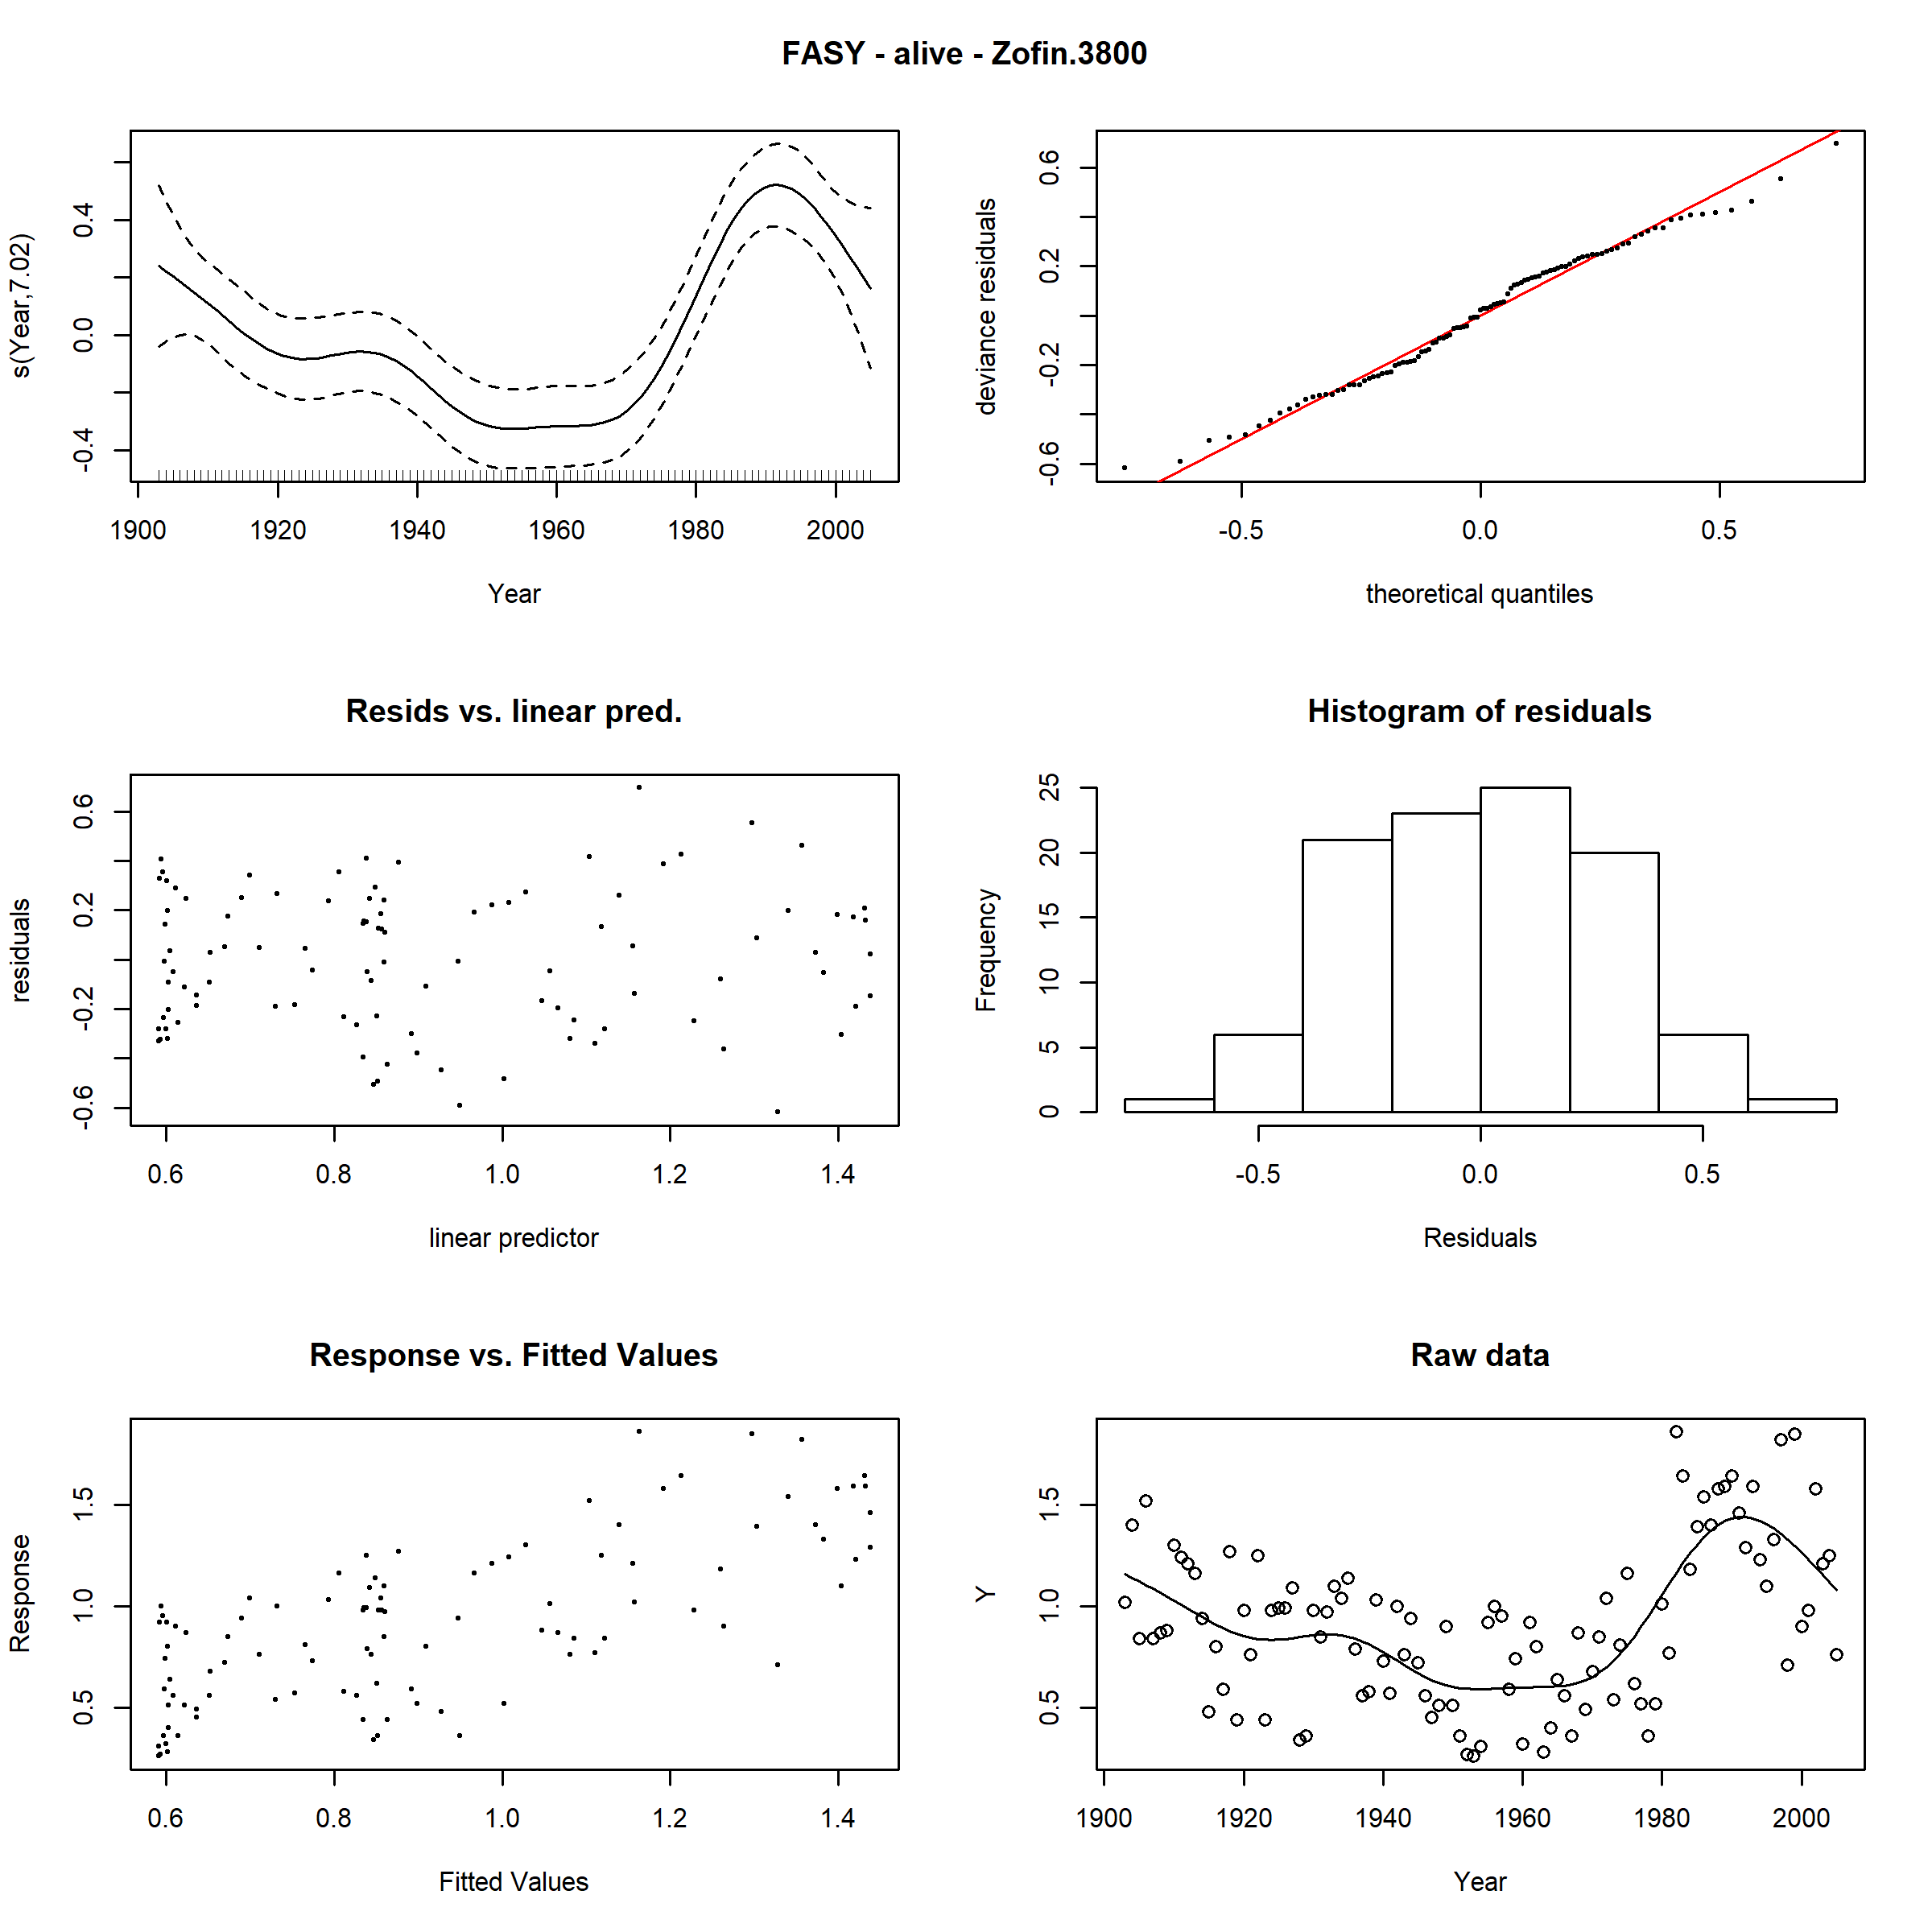 FASY - alive - Zofin.3800
s(Year,7.02)
-0.4 0.0 0.4
1900 1920 1940 1960 1980 2000
Year
deviance residuals
-0.6 -0.2 0.2 0.6
-0.5 0.0 0.5
theoretical quantiles
Resids vs. linear pred.
residuals
-0.6 -0.2 0.2 0.6
0.6 0.8 1.0 1.2 1.4
linear predictor
Histogram of residuals
Frequency
0 5 10 15 20 25
-0.5 0.0 0.5
Residuals
Response vs. Fitted Values
Response
0.5 1.0 1.5
0.6 0.8 1.0 1.2 1.4
Fitted Values
Raw data
Y
0.5 1.0 1.5
1900 1920 1940 1960 1980 2000
Year